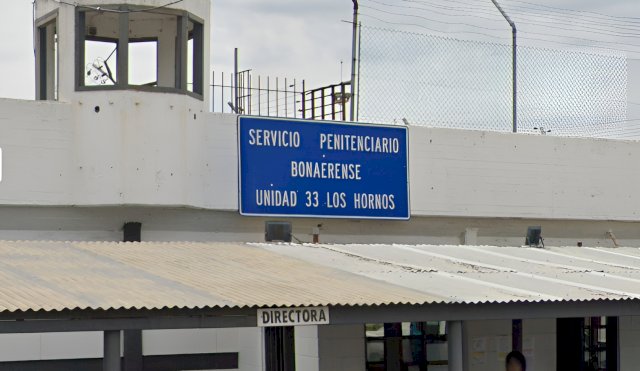 SERVICIO PENITENCIARIO
BONAERENSE
UNIDAD 33 LOS HORNOS
DIRECTORA